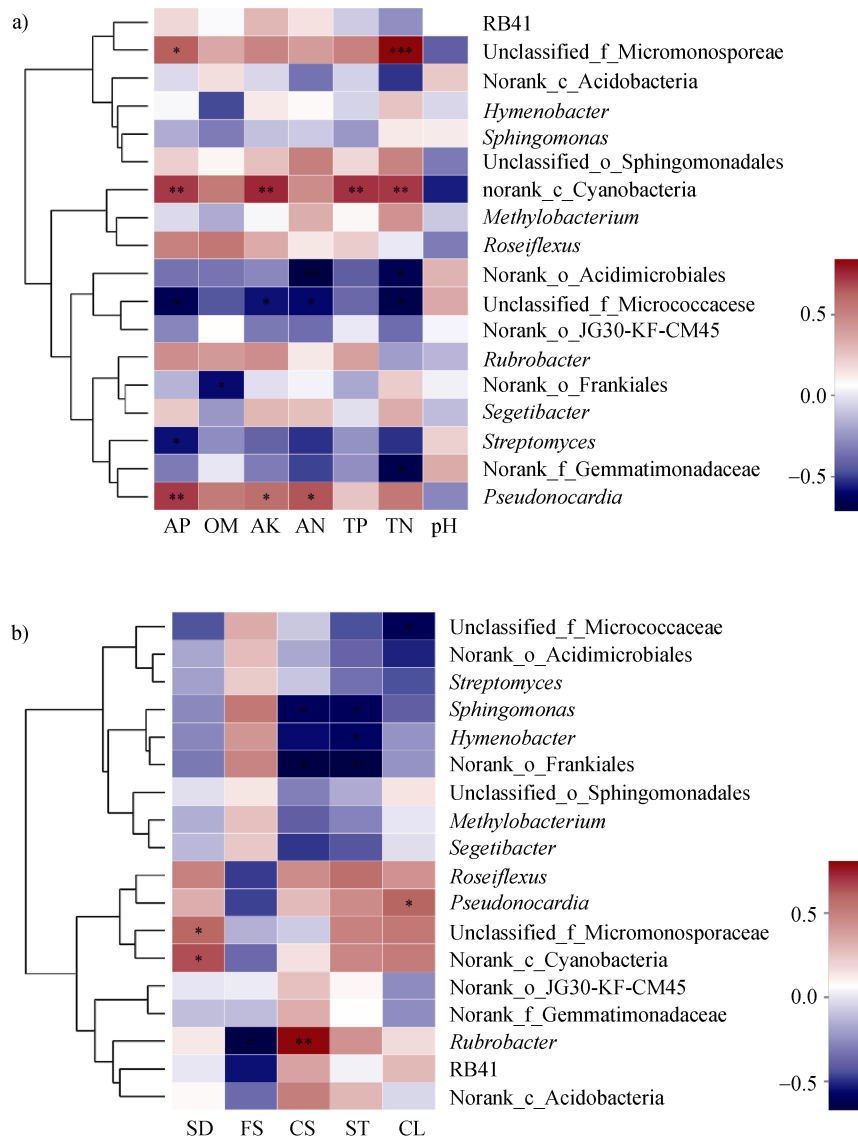 a)
RB41
Unclassified_f_Micromonosporeae
Norank_c_Acidobacteria
Hymenobacter
Sphingomonas
Unclassified_o_Sphingomonadales
norank_c_Cyanobacteria
Methylobacterium
Roseiflexus
Norank_o_Acidimicrobiales
Unclassified_f_Micrococcacese
Norank_o_JG30-KF-CM45
Rubrobacter
Norank_o_Frankiales
Segetibacter
Streptomyces
Norank_f_Gemmatimonadaceae
Pseudonocardia
* ***
** ** ** **
*
* * * *
*
*
** * *
AP OM AK AN TP TN pH
0.5
0.0
−0.5
b)
Unclassified_f_Micrococcaceae
Norank_o_Acidimicrobiales
Streptomyces
Sphingomonas
Hymenobacter
Norank_o_Frankiales
Unclassified_o_Sphingomonadales
Methylobacterium
Segetibacter
Roseiflexus
Pseudonocardia
Unclassified_f_Micromonosporaceae
Norank_c_Cyanobacteria
Norank_o_JG30-KF-CM45
Norank_f_Gemmatimonadaceae
Rubrobacter
RB41
Norank_c_Acidobacteria
*
*
*
*
**
SD FS CS ST CL
0.5
0.0
−0.5